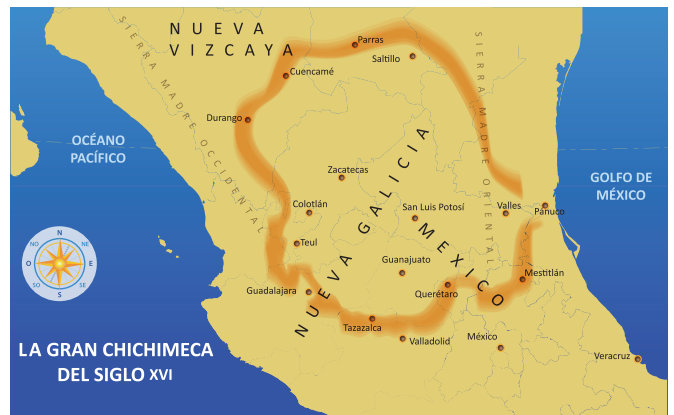 NUEVA
VIZCAYA
SIERRA MADRE OCCIDENTAL
SIERRA MADRE ORIENTAL
Parras
Saltillo
Cuencamé
Durango
OCÉANO
PACÍFICO
Zacatecas
GOLFO DE
MÉXICO
Colotlán
San Luis Potosí
Valles
Panuco
NUEVA GALICIA
MEXICO
Teul
Guanajuato
Mestitlán
Guadalajara
Querétaro
Tazazalca
Valladolid
México
Veracruz
N
NO
NE
O
E
SO
SE
S
LA GRAN CHICHIMECA
DEL SIGLO XVI